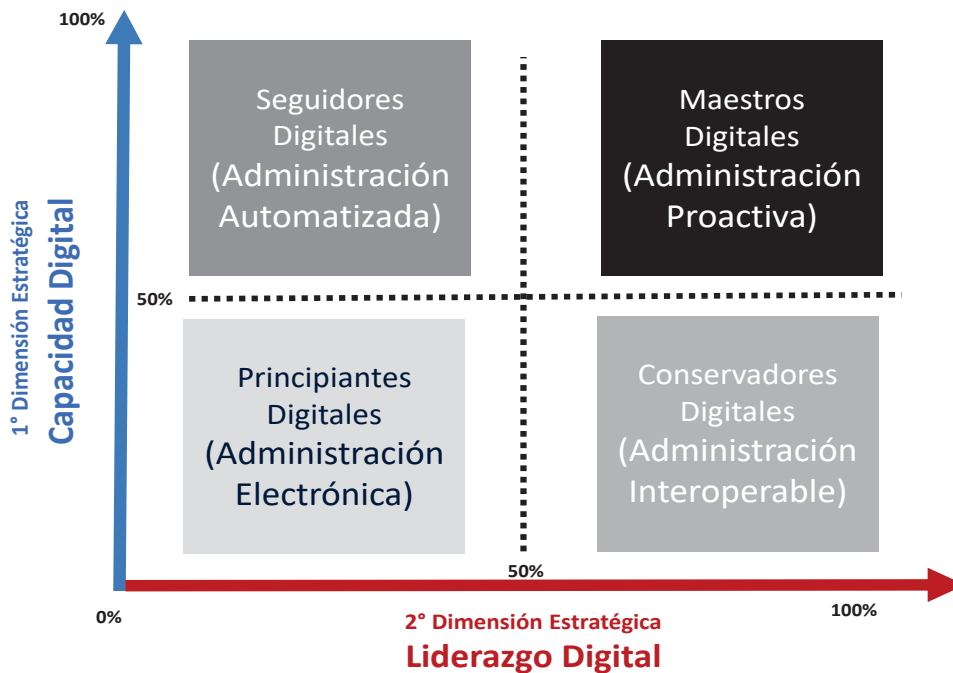 100%
Seguidores
Digitales
(Administración
Automatizada)
Maestros
Digitales
(Administración
Proactiva)
1° Dimensión Estratégica
Capacidad Digital
50%
Principiantes
Digitales
(Administración
Electrónica)
Conservadores
Digitales
(Administración
Interoperable)
50%
0%
100%
2° Dimensión Estratégica
Liderazgo Digital